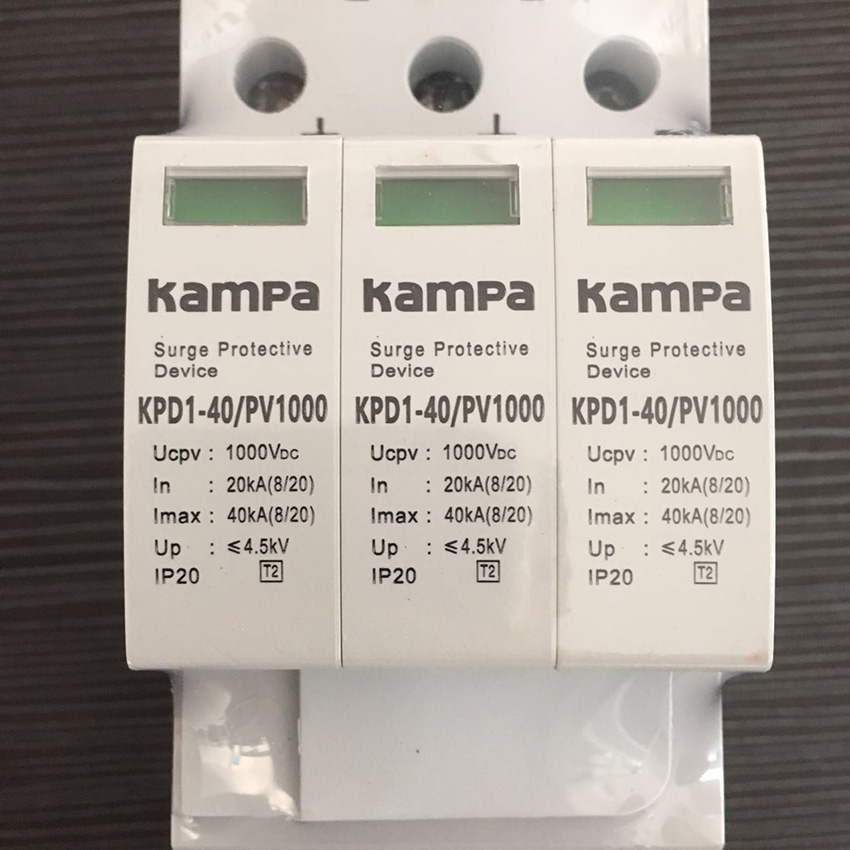 Kampa
Surge Protective
Device
KPD1-40/PV1000
Ucpv : 1000VDC
In : 20kA(8/20)
Imax : 40kA(8/20)
Up : ≤4.5kV
IP20 T2
Kampa
Surge Protective
Device
KPD1-40/PV1000
Ucpv : 1000VDC
In : 20kA(8/20)
Imax : 40kA(8/20)
Up : ≤4.5kV
IP20 T2
Kampa
Surge Protective
Device
KPD1-40/PV1000
Ucpv : 1000VDC
In : 20kA(8/20)
Imax : 40kA(8/20)
Up : ≤4.5kV
IP20 T2